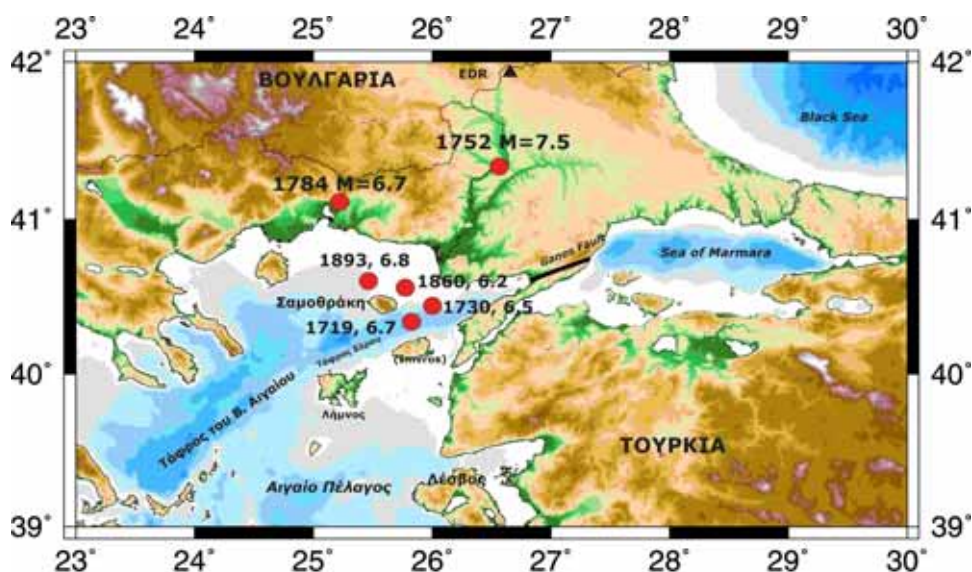 23° 24° 25° 26° 27° 28° 29° 30°
42° 42°
ΒΟΥΛΓΑΡΙΑ
EDR
Black Sea
1752 M=7.5
1784 M=6.7
41° 41°
Ganos Fault
Sea of Marmara
1893, 6.8
1860, 6.2
Σαμοθράκη
1730, 6.5
1719, 6.7
Τάφρος Σάρου
(Imvros)
40° 40°
Τάφρος του Β. Αιγαίου
Λήμνος
ΤΟΥΡΚΙΑ
Αιγαίο Πέλαγος
Λέσβος
39° 39°
23° 24° 25° 26° 27° 28° 29° 30°